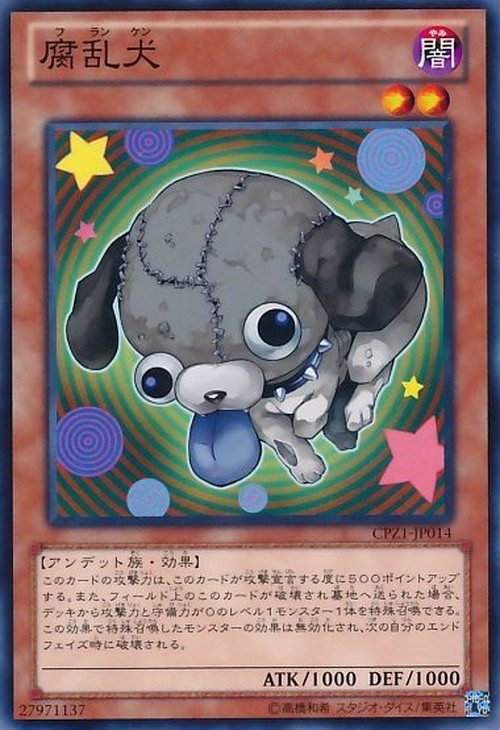 フ ラン ケン
腐乱犬
やみ
闇
CPZ1-JP014
【アンデット族・効果】
このカードの攻撃力は、このカードが攻撃宣言する度に５００ポイントアップ
する。また、フィールド上のこのカードが破壊され墓地へ送られた場合、
デッキから攻撃力と守備力が０のレベル１モンスター１体を特殊召喚できる。
この効果で特殊召喚したモンスターの効果は無効化され、次の自分のエンド
フェイズ時に破壊される。
ATK/1000 DEF/1000
27971137 ©高橋和希 スタジオ・ダイス/集英社